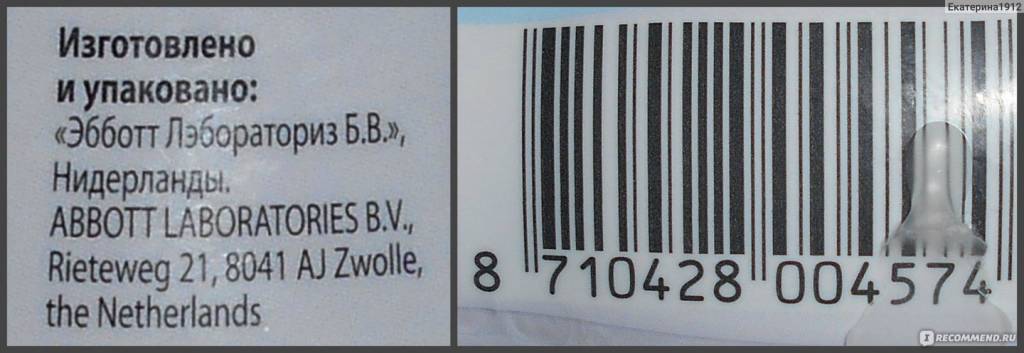 Изготовлено
и упаковано:
«Эбботт Лэбораториз Б.В.»,
Нидерланды.
ABBOTT LABORATORIES B.V.,
Rieteweg 21, 8041 AJ Zwolle,
the Netherlands
Екатерина1912
8 710428 004574
IRECOMMEND.RU